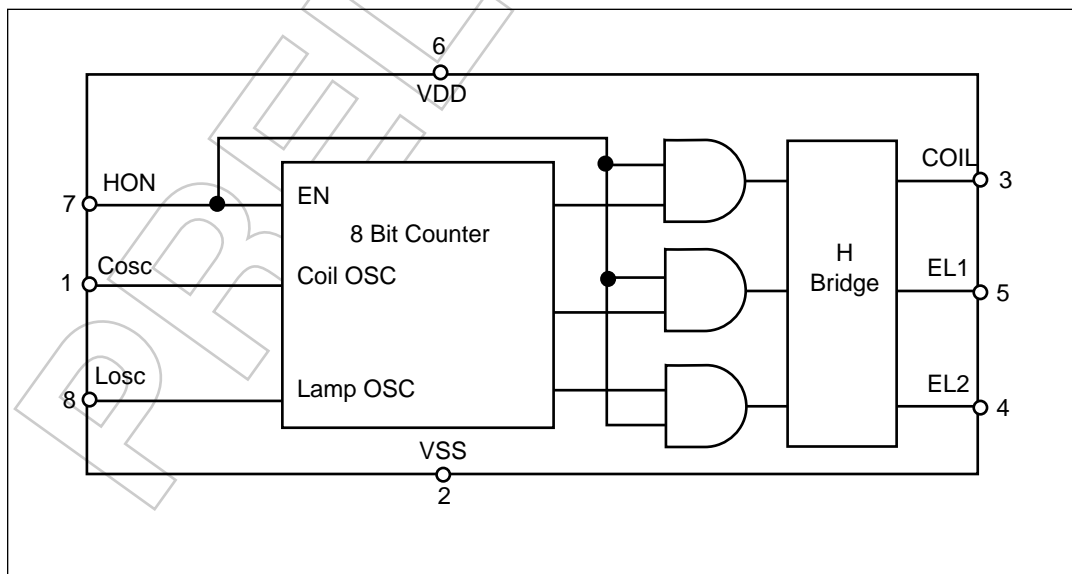 6
VDD
HON
7
EN
8 Bit Counter
Cosc
1
Coil OSC
Losc
8
Lamp OSC
VSS
2
H
Bridge
COIL
3
EL1
5
EL2
4
PREL